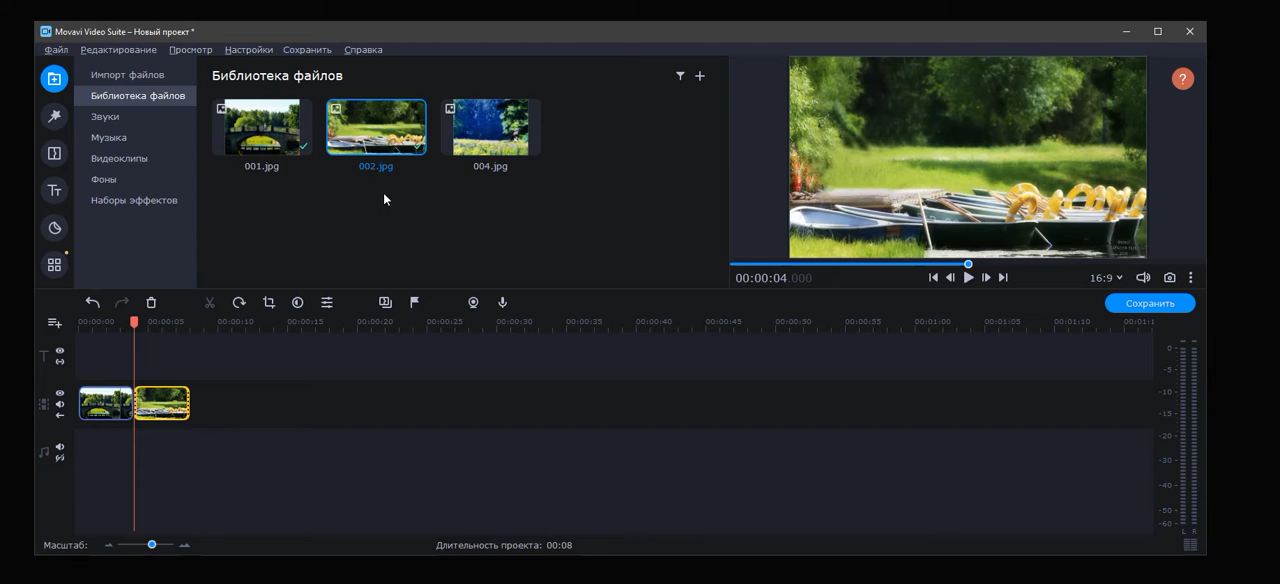 Movavi Video Suite – Новый проект *
Файл Редактирование Просмотр Настройки Сохранить Справка
Импорт файлов
Библиотека файлов
Звуки
Музыка
Видеоклипы
Фоны
Наборы эффектов
Библиотека файлов
001.jpg 002.jpg 004.jpg
?
00:00:04.000
16:9
Сохранить
00:00:00 00:00:05 00:00:10 00:00:15 00:00:20 00:00:25 00:00:30 00:00:35 00:00:40 00:00:45 00:00:50 00:00:55 00:01:00 00:01:05 00:01:10 00:01:1
0
-5
-10
-15
-20
-30
-40
-50
-60
L R
Масштаб:
Длительность проекта: 00:08